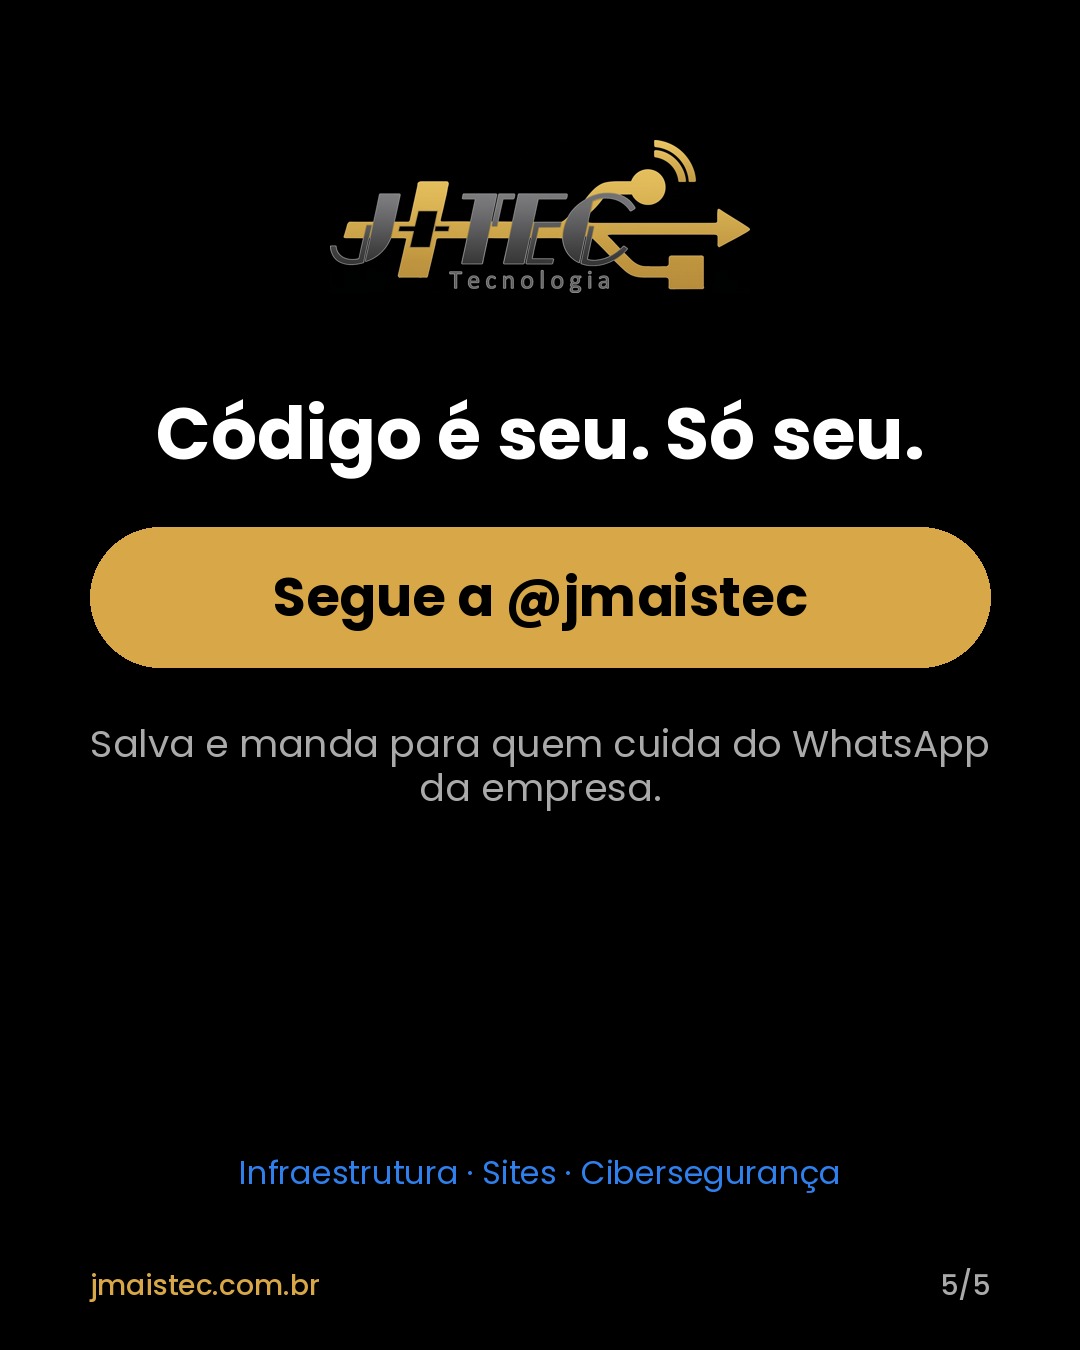 J+TEC
Tecnologia
Código é seu. Só seu.
Segue a @jmaistec
Salva e manda para quem cuida do WhatsApp
da empresa.
Infraestrutura · Sites · Cibersegurança
jmaistec.com.br
5/5